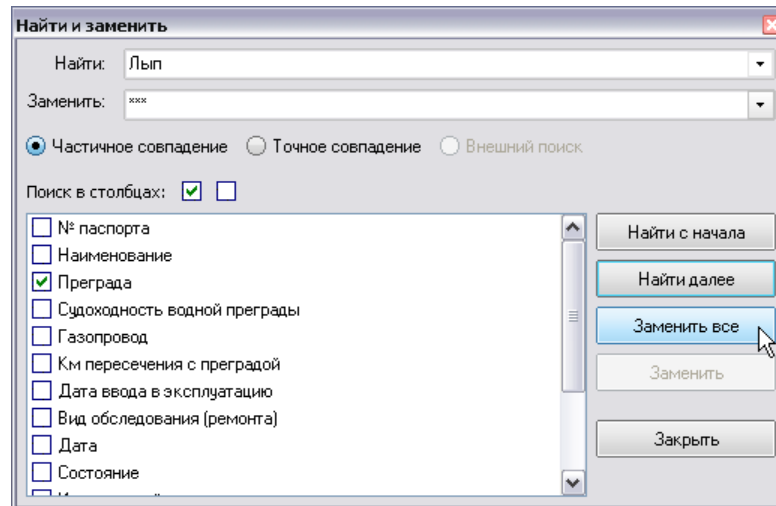 Найти и заменить
Найти: Лып
Заменить: ***
Частичное совпадение Точное совпадение Внешний поиск
Поиск в столбцах:
№ паспорта
Наименование
Преграда
Судоходность водной преграды
Газопровод
Км пересечения с преградой
Дата ввода в эксплуатацию
Вид обследования (ремонта)
Дата
Состояние
Найти с начала
Найти далее
Заменить все
Заменить
Закрыть